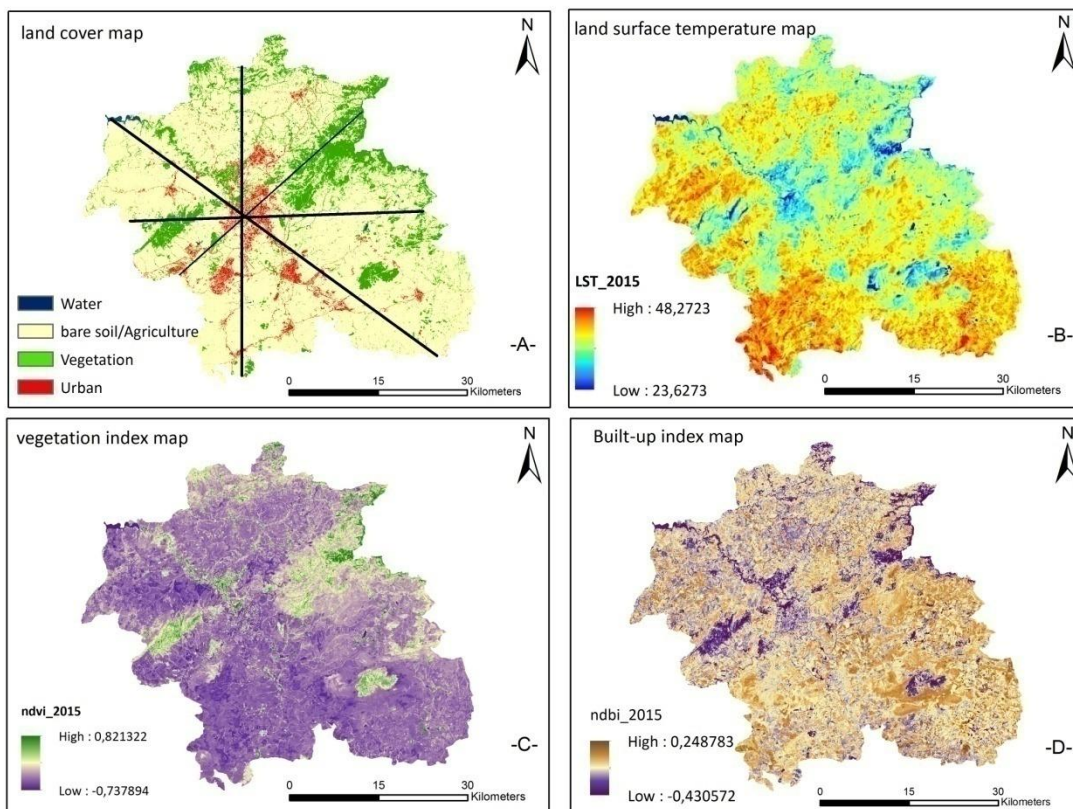 land cover map
N
Water
bare soil/Agriculture
Vegetation
Urban
-A-
0 15 30
Kilometers
land surface temperature map
N
LST_2015
High : 48,2723
Low : 23,6273
-B-
0 15 30
Kilometers
vegetation index map
N
ndvi_2015
High : 0,821322
Low : -0,737894
-C-
0 15 30
Kilometers
Built-up index map
N
ndbi_2015
High : 0,248783
Low : -0,430572
-D-
0 15 30
Kilometers